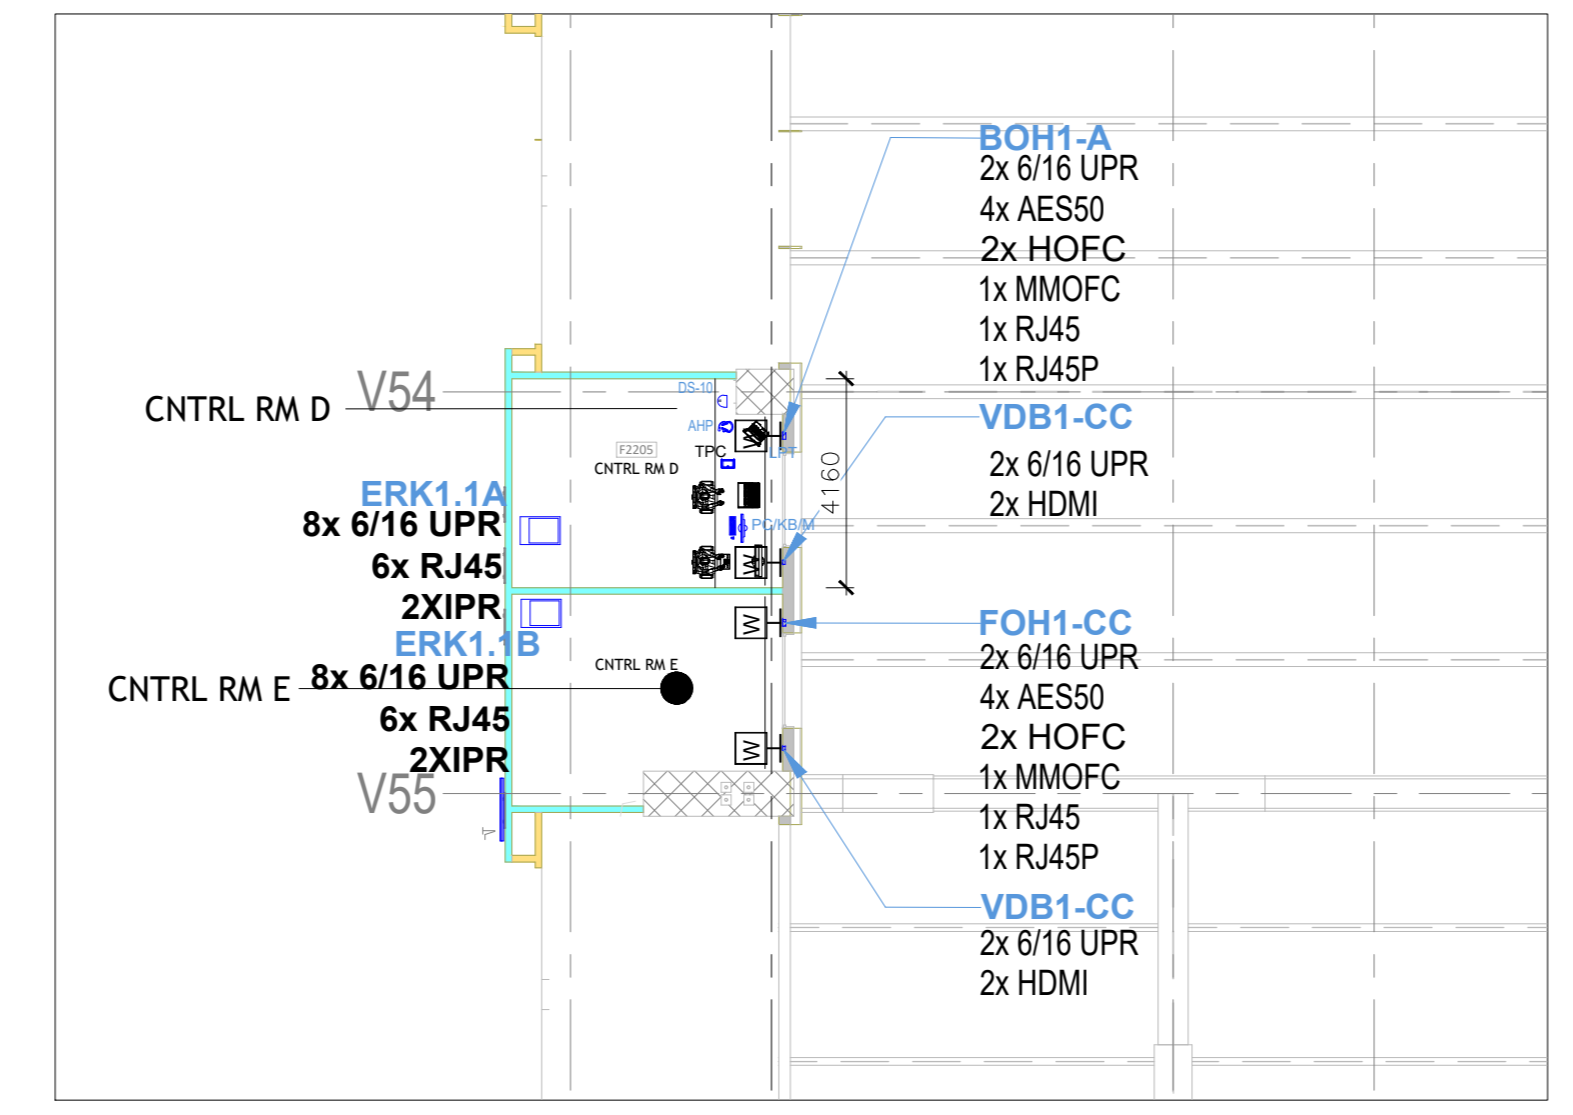 BOH1-A
2x 6/16 UPR
4x AES50
2x HOFC
1x MMOFC
1x RJ45
1x RJ45P
V54
CNTRL RM D
DS-10
AHP
TPC
LPT
F2205
CNTRL RM D
PC/KB/M
4160
VDB1-CC
2x 6/16 UPR
2x HDMI
ERK1.1A
8x 6/16 UPR
6x RJ45
2XIPR
ERK1.1B
8x 6/16 UPR
6x RJ45
2XIPR
CNTRL RM E
CNTRL RM E
W
W
W
W
V55
FOH1-CC
2x 6/16 UPR
4x AES50
2x HOFC
1x MMOFC
1x RJ45
1x RJ45P
VDB1-CC
2x 6/16 UPR
2x HDMI